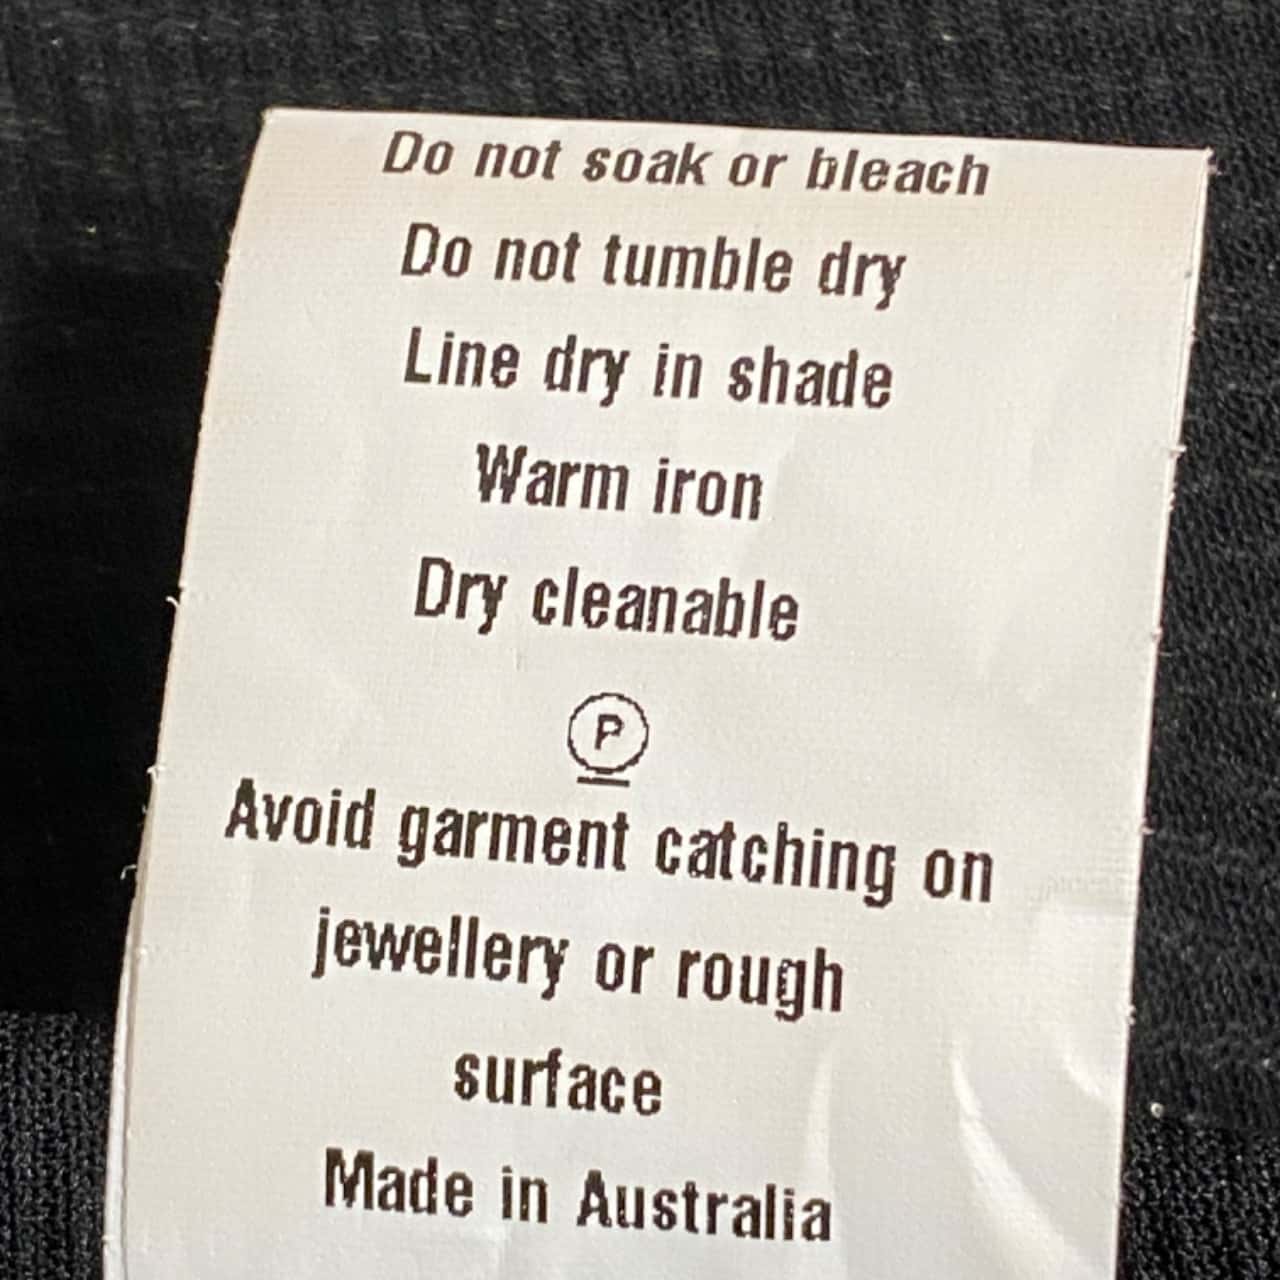 Do not soak or bleach
Do not tumble dry
Line dry in shade
Warm iron
Dry cleanable
P
Avoid garment catching on
jewellery or rough
surface
Made in Australia